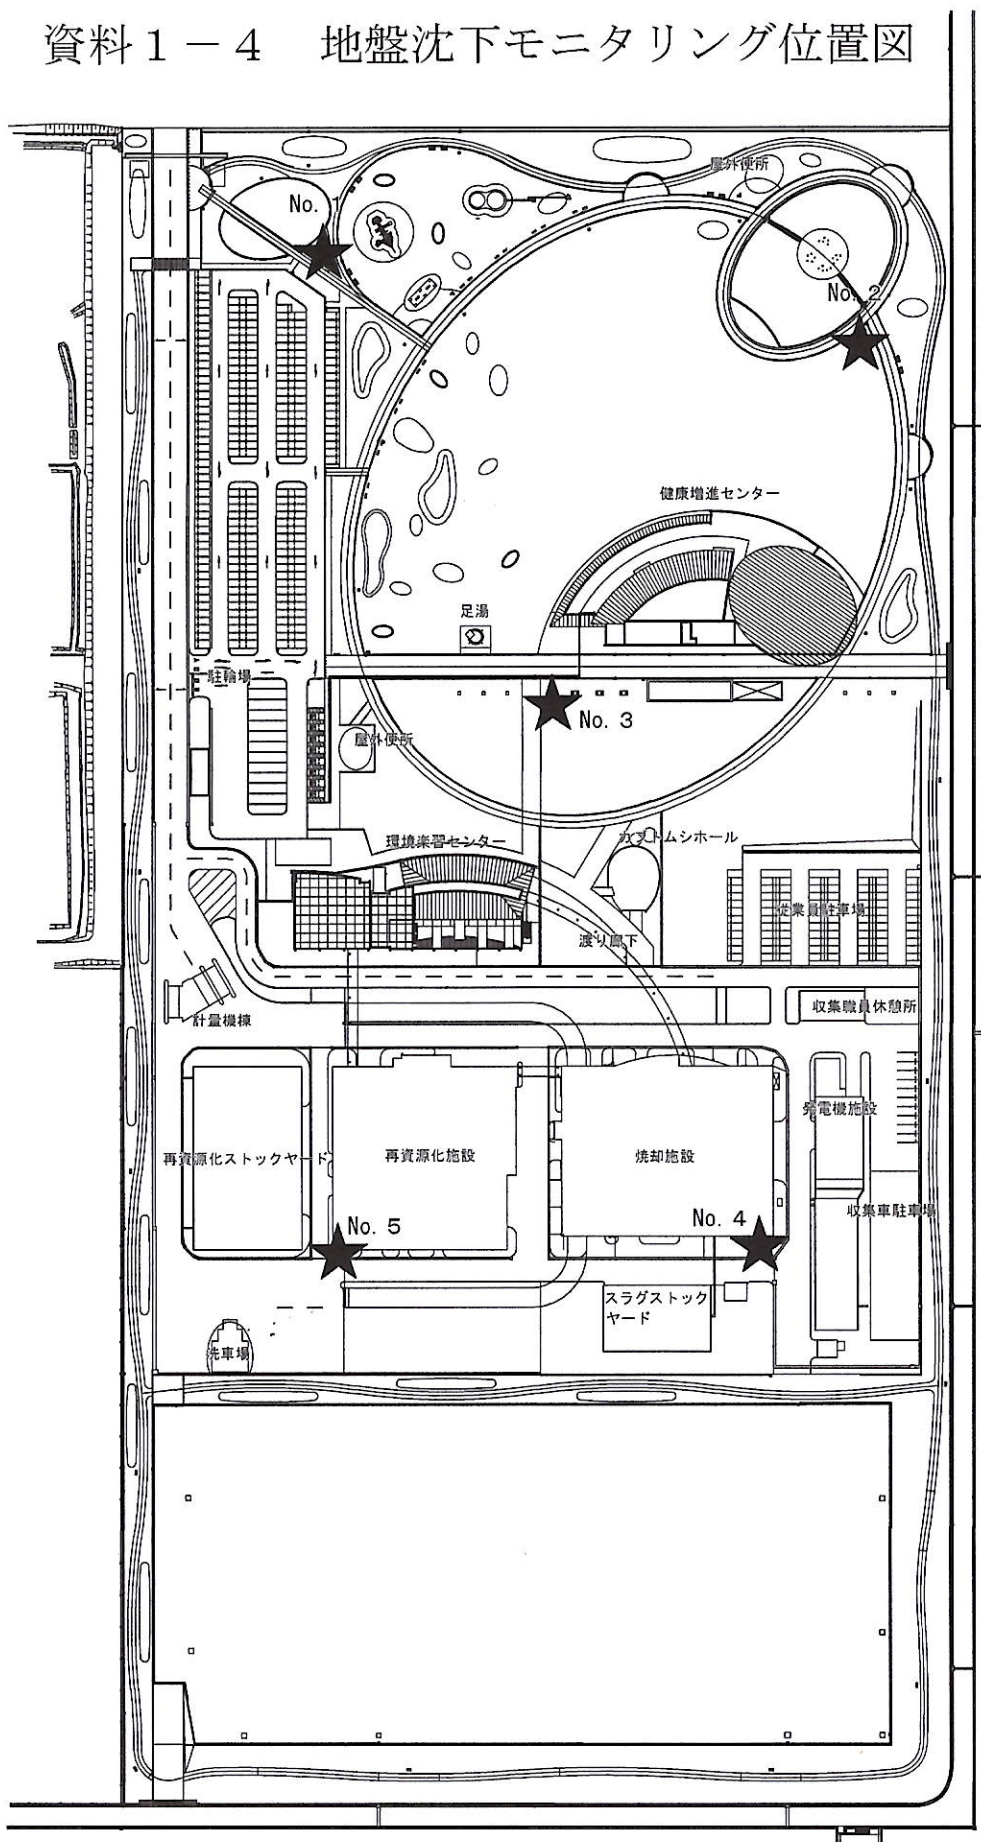 資料１－４　地盤沈下モニタリング位置図
屋外便所
No. 1
No. 2
健康増進センター
足湯
駐輪場
No. 3
屋外便所
環境楽習センター
カブトムシホール
従業員駐車場
渡り廊下
収集職員休憩所
計量機棟
発電機施設
再資源化ストックヤード
再資源化施設
焼却施設
収集車駐車場
No. 5
No. 4
スラグストック
ヤード
洗車場